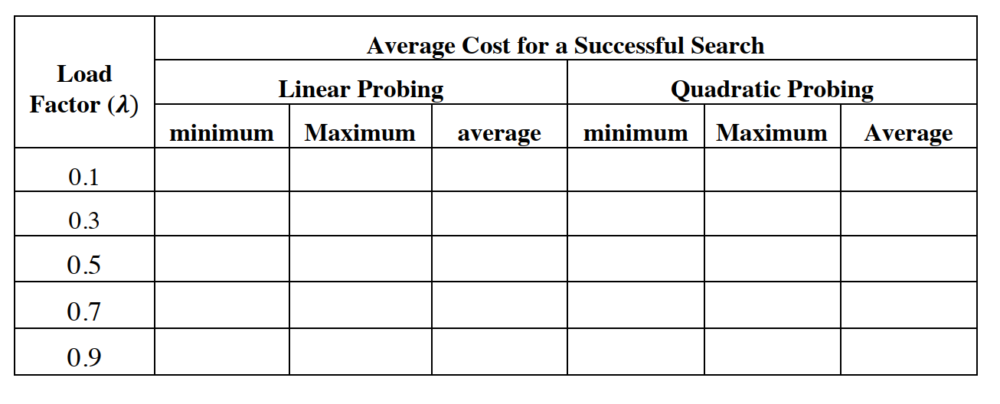 Average Cost for a Successful Search
Load
Factor (λ)
Linear Probing
Quadratic Probing
minimum
Maximum
average
minimum
Maximum
Average
0.1
0.3
0.5
0.7
0.9